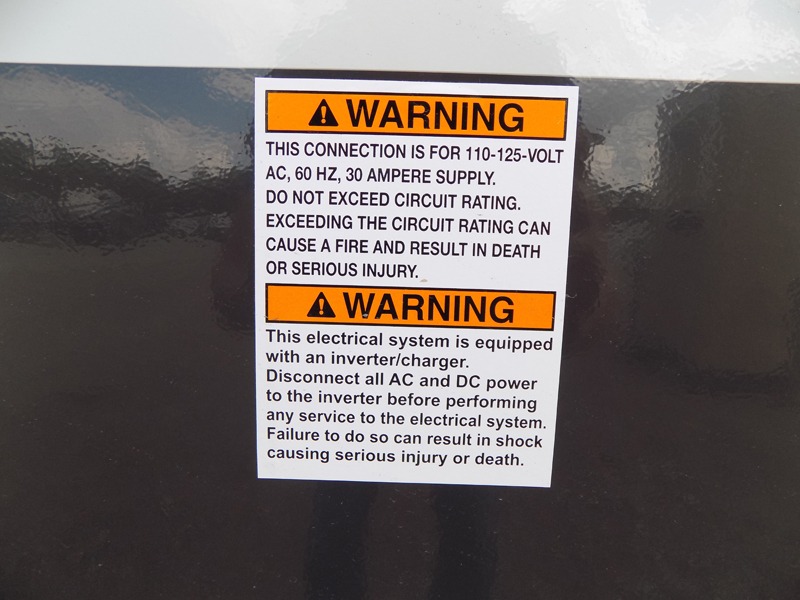 WARNING
THIS CONNECTION IS FOR 110-125-VOLT
AC, 60 HZ, 30 AMPERE SUPPLY.
DO NOT EXCEED CIRCUIT RATING.
EXCEEDING THE CIRCUIT RATING CAN
CAUSE A FIRE AND RESULT IN DEATH
OR SERIOUS INJURY.
WARNING
This electrical system is equipped
with an inverter/charger.
Disconnect all AC and DC power
to the inverter before performing
any service to the electrical system.
Failure to do so can result in shock
causing serious injury or death.